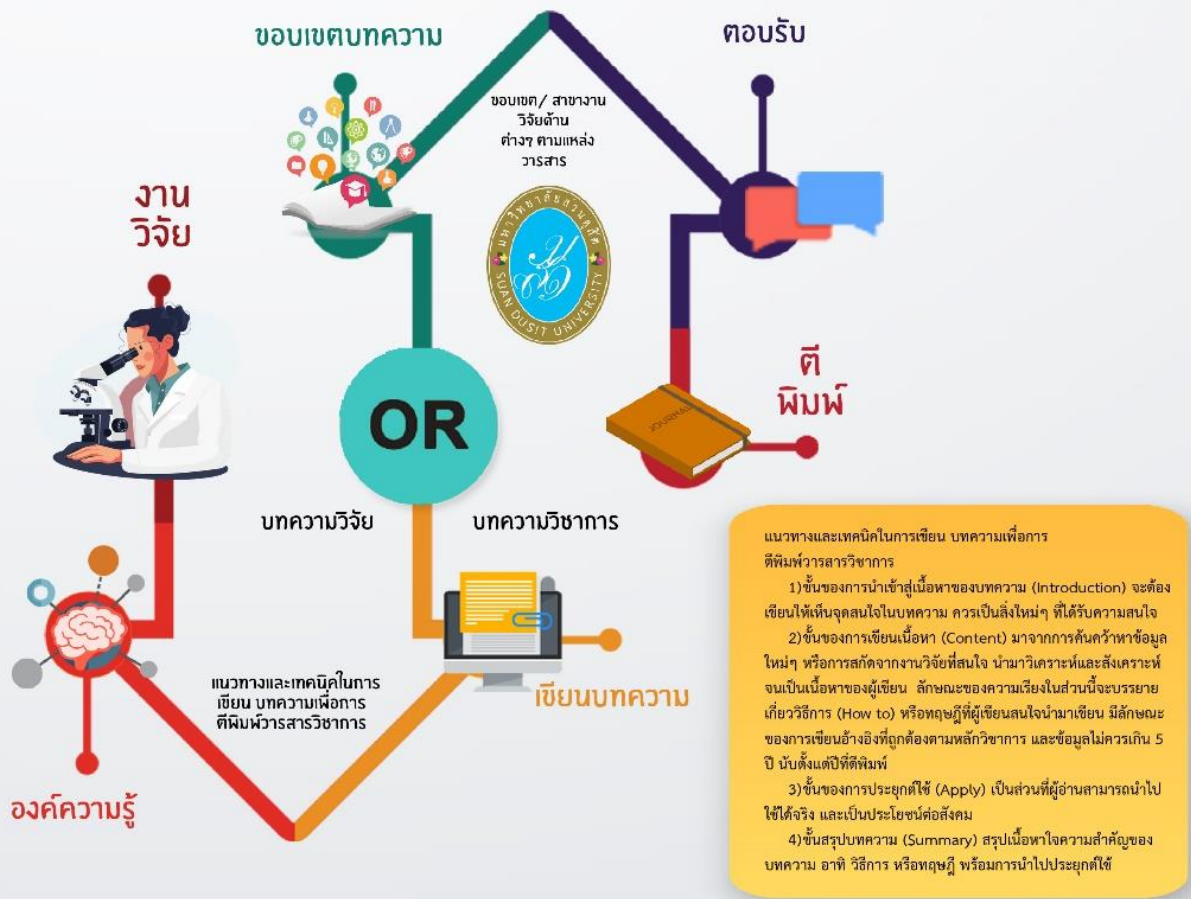 ขอบเขตบทความ
ตอบรับ
ขอบเขต/ สาขางาน
วิจัยด้าน
ต่างๆ ตามแหล่ง
วารสาร
งาน
วิจัย
มหาวิทยาลัยสวนดุสิต
SUAN DUSIT UNIVERSITY
ตี
พิมพ์
JOURNAL
OR
บทความวิจัย
บทความวิชาการ
แนวทางและเทคนิคในการ
เขียน บทความเพื่อการ
ตีพิมพ์วารสารวิชาการ
เขียนบทความ
องค์ความรู้
แนวทางและเทคนิคในการเขียน บทความเพื่อการ
ตีพิมพ์วารสารวิชาการ
1)ขั้นของการนำเข้าสู่เนื้อหาของบทความ (Introduction) จะต้อง
เขียนให้เห็นจุดสนใจในบทความ ควรเป็นสิ่งใหม่ๆ ที่ได้รับความสนใจ
2)ขั้นของการเขียนเนื้อหา (Content) มาจากการค้นคว้าหาข้อมูล
ใหม่ๆ หรือการสกัดจากงานวิจัยที่สนใจ นำมาวิเคราะห์และสังเคราะห์
จนเป็นเนื้อหาของผู้เขียน ลักษณะของความเรียงในส่วนนี้จะบรรยาย
เกี่ยววิธีการ (How to) หรือทฤษฎีที่ผู้เขียนสนใจนำมาเขียน มีลักษณะ
ของการเขียนอ้างอิงที่ถูกต้องตามหลักวิชาการ และข้อมูลไม่ควรเกิน 5
ปี นับตั้งแต่ปีที่ตีพิมพ์
3)ขั้นของการประยุกต์ใช้ (Apply) เป็นส่วนที่ผู้อ่านสามารถนำไป
ใช้ได้จริง และเป็นประโยชน์ต่อสังคม
4)ขั้นสรุปบทความ (Summary) สรุปเนื้อหาใจความสำคัญของ
บทความ อาทิ วิธีการ หรือทฤษฎี พร้อมการนำไปประยุกต์ใช้